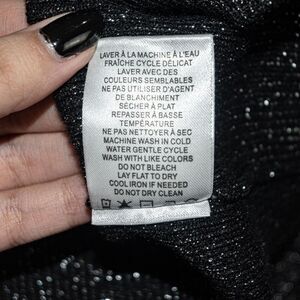 LAVER À LA MACHINE À L'EAU
FRAÎCHE CYCLE DÉLICAT
LAVER AVEC DES
COULEURS SEMBLABLES
NE PAS UTILISER D'AGENT
DE BLANCHIMENT
SÉCHER À PLAT
REPASSER À BASSE
TEMPÉRATURE
NE PAS NETTOYER À SEC
MACHINE WASH IN COLD
WATER GENTLE CYCLE
WASH WITH LIKE COLORS
DO NOT BLEACH
LAY FLAT TO DRY
COOL IRON IF NEEDED
DO NOT DRY CLEAN